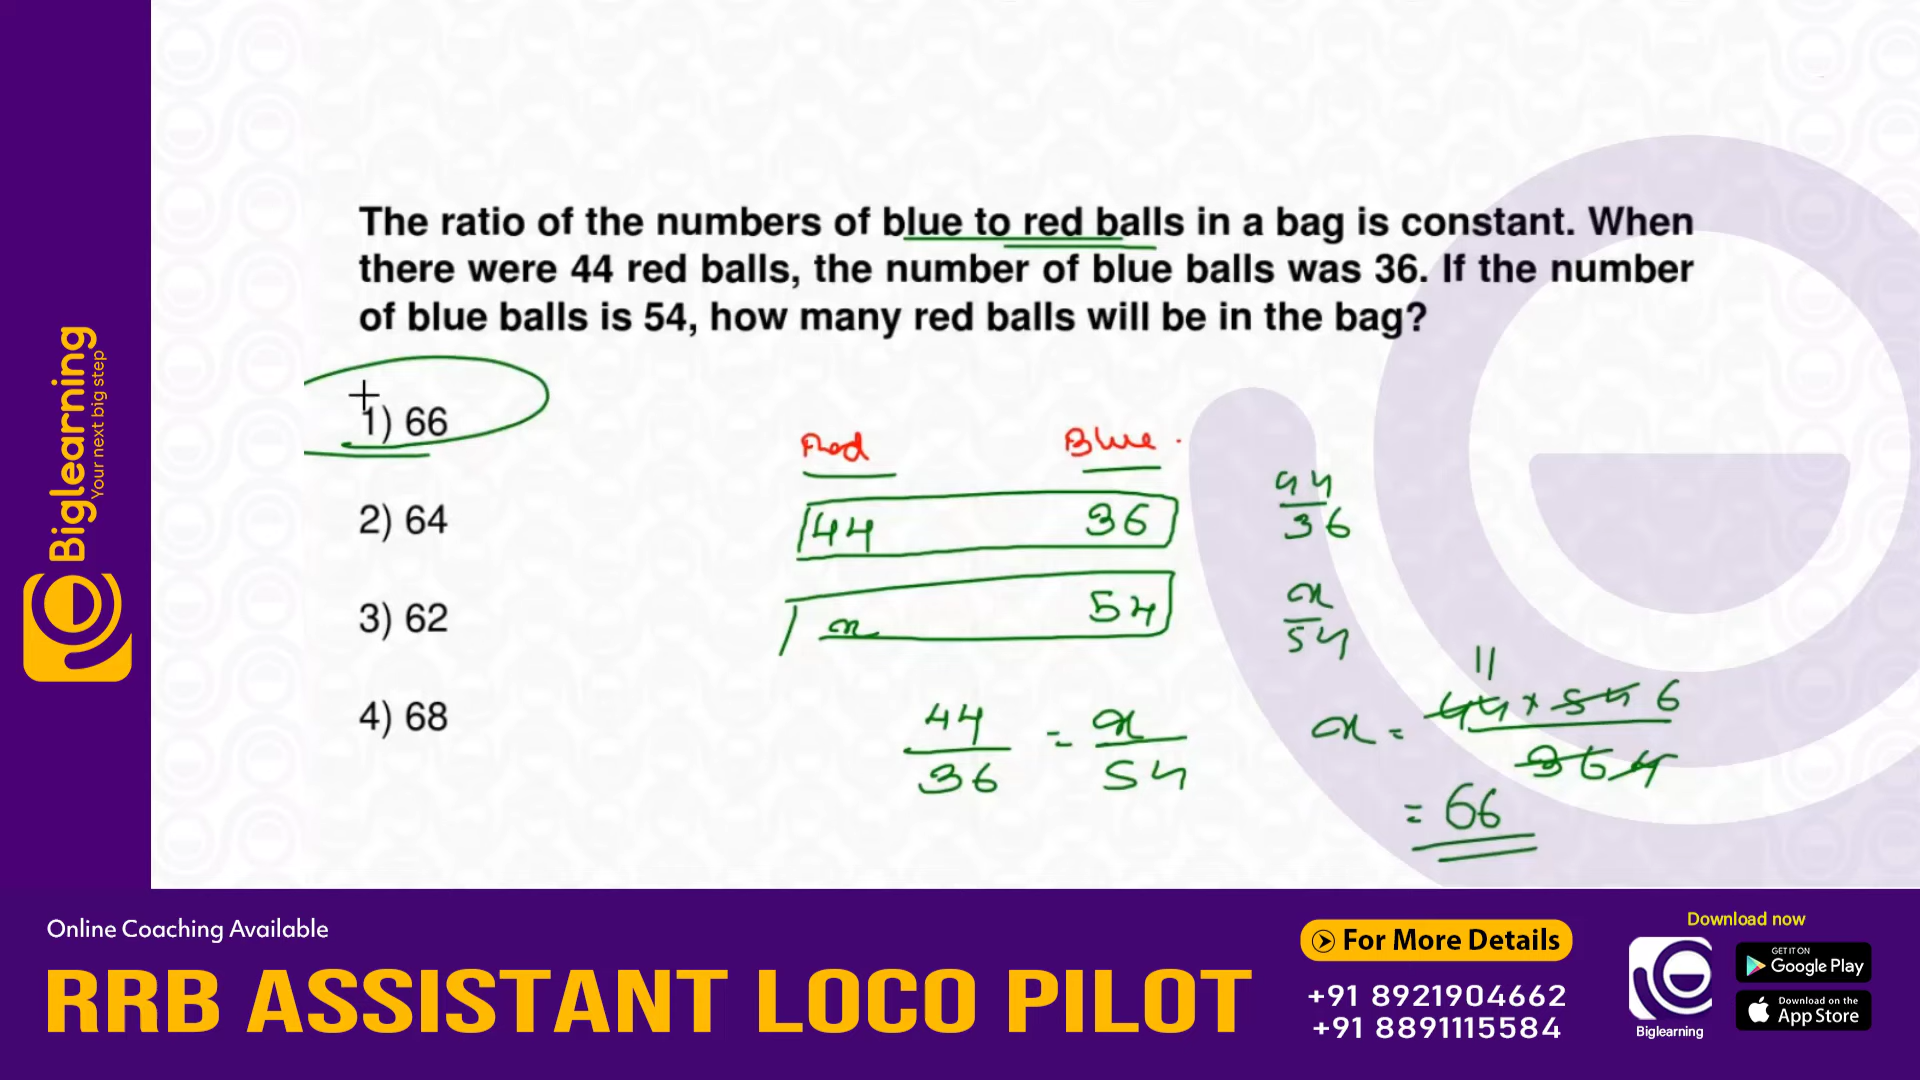 The ratio of the numbers of blue to red balls in a bag is constant. When
there were 44 red balls, the number of blue balls was 36. If the number
of blue balls is 54, how many red balls will be in the bag?
1) 66
2) 64
3) 62
4) 68
Red Blue
44 36
x 54
44
36
x
54
44/36 = x/54
11
x = 44 x 54 6
36 4
= 66
Biglearning
Your next big step
Online Coaching Available
RRB ASSISTANT LOCO PILOT
For More Details
+91 8921904662
+91 8891115584
Download now
Biglearning
GET IT ON
Google Play
Download on the
App Store